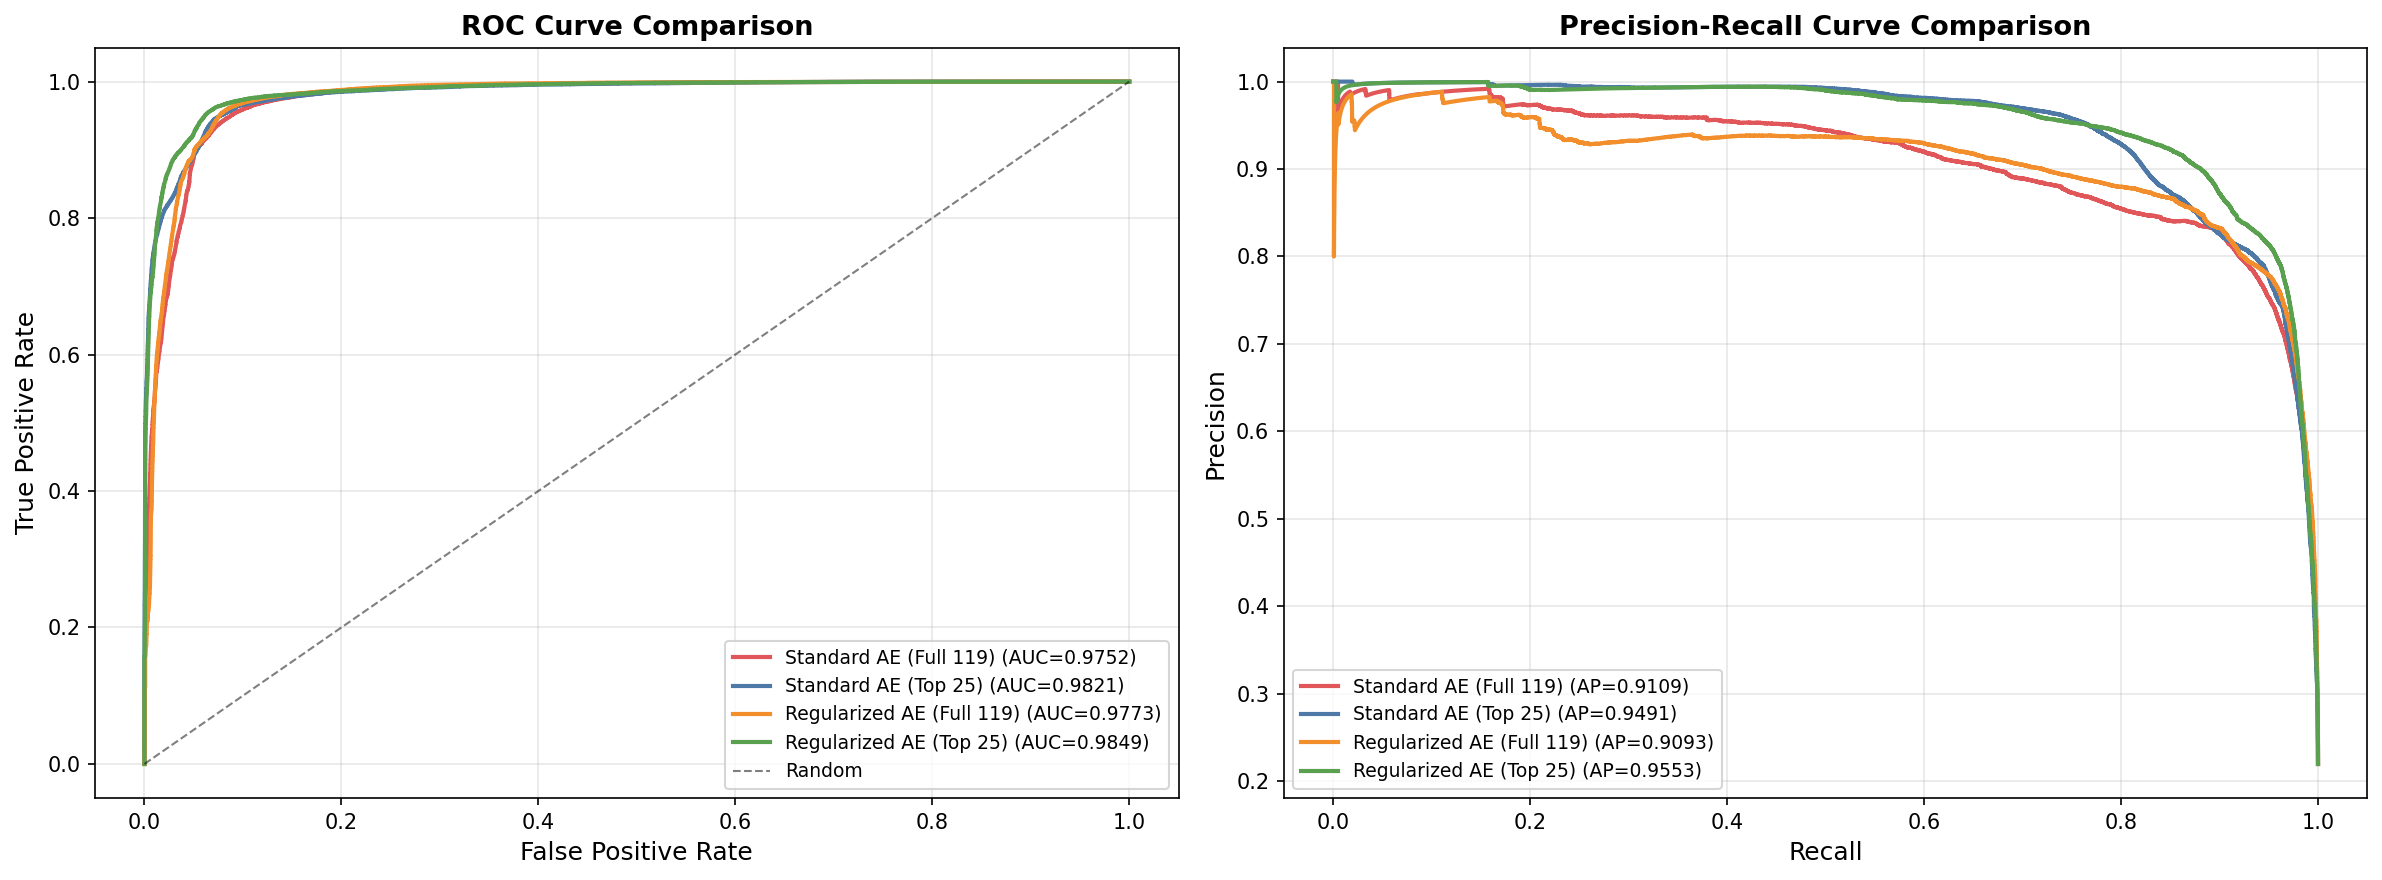 ROC Curve Comparison
True Positive Rate
1.0
0.8
0.6
0.4
0.2
0.0
Standard AE (Full 119) (AUC=0.9752)
Standard AE (Top 25) (AUC=0.9821)
Regularized AE (Full 119) (AUC=0.9773)
Regularized AE (Top 25) (AUC=0.9849)
Random
0.0 0.2 0.4 0.6 0.8 1.0
False Positive Rate
Precision-Recall Curve Comparison
Precision
1.0
0.9
0.8
0.7
0.6
0.5
0.4
0.3
0.2
Standard AE (Full 119) (AP=0.9109)
Standard AE (Top 25) (AP=0.9491)
Regularized AE (Full 119) (AP=0.9093)
Regularized AE (Top 25) (AP=0.9553)
0.0 0.2 0.4 0.6 0.8 1.0
Recall